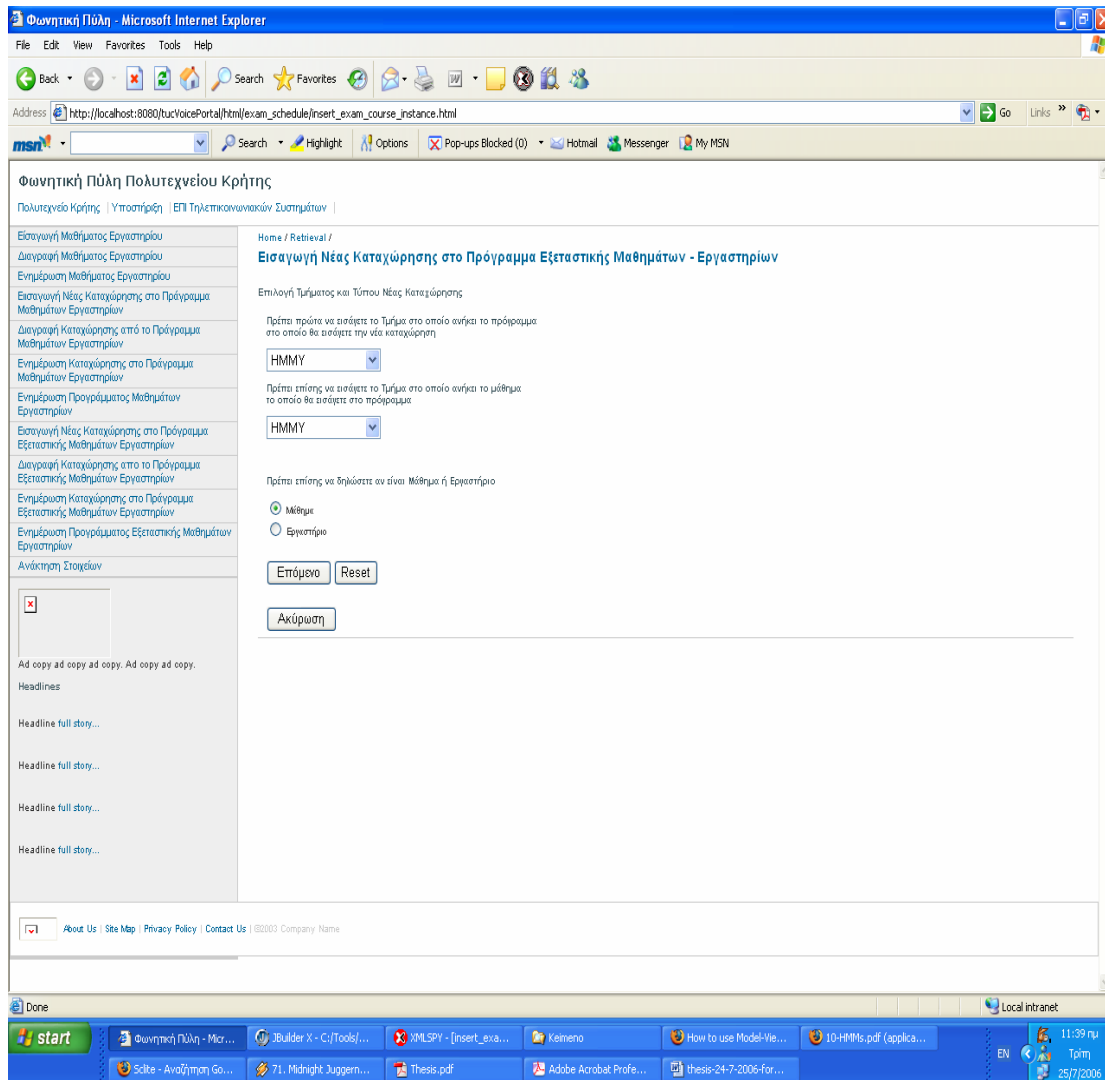 Φωνητική Πύλη - Microsoft Internet Explorer
File Edit View Favorites Tools Help
Back Search Favorites
Address http://localhost:8080/tucVoicePortal/html/exam_schedule/insert_exam_course_instance.html Go Links »
msn Search Highlight Options Pop-ups Blocked (0) Hotmail Messenger My MSN
Φωνητική Πύλη Πολυτεχνείου Κρήτης
Πολυτεχνείο Κρήτης | Υποστήριξη | ΕΠΙ Τηλεπικοινωνιακών Συστημάτων |
Είσαγωγή Μαθήματος Εργαστηρίου
Διαγραφή Μαθήματος Εργαστηρίου
Ενημέρωση Μαθήματος Εργαστηρίου
Εισαγωγή Νέας Καταχώρησης στο Πράγραμμα
Μαθημάτων Εργαστηρίων
Διαγραφή Καταχώρησης από το Πράγραμμα
Μαθημάτων Εργαστηρίων
Ενημέρωση Καταχώρησης στο Πράγραμμα
Μαθημάτων Εργαστηρίων
Ενημέρωση Προγράμματος Μαθημάτων
Εργαστηρίων
Εισαγωγή Νέας Καταχώρησης στο Πρόγραμμα
Εξεταστικής Μαθημάτων Εργαστηρίων
Διαγραφή Καταχώρησης απο το Πρόγραμμα
Εξεταστικής Μαθημάτων Εργαστηρίων
Ενημέρωση Καταχώρησης στο Πράγραμμα
Εξεταστικής Μαθημάτων Εργαστηρίων
Ενημέρωση Προγράμματος Εξεταστικής Μαθημάτων
Εργαστηρίων
Ανάκτηση Στοιχείων
Ad copy ad copy ad copy. Ad copy ad copy.
Headlines
Headline full story...
Headline full story...
Headline full story...
Headline full story...
Home / Retrieval /
Εισαγωγή Νέας Καταχώρησης στο Πρόγραμμα Εξεταστικής Μαθημάτων - Εργαστηρίων
Επιλογή Τμήματος και Τύπου Νέας Καταχώρησης
Πρέπει πρώτα να εισάγετε το Τμήμα στο οποίο ανήκει το πρόγραμμα
στο οποίο θα εισάγετε την νέα καταχώρηση
ΗΜΜΥ
Πρέπει επίσης να εισάγετε το Τμήμα στο οποίο ανήκει το μάθημα
το οποίο θα εισάγετε στο πρόγραμμα
ΗΜΜΥ
Πρέπει επίσης να δηλώσετε αν είναι Μάθημα ή Εργαστήριο
Μάθημα
Εργαστήριο
Επόμενο Reset
Ακύρωση
About Us | Site Map | Privacy Policy | Contact Us | ©2003 Company Name
Done Local intranet
start Φωνητική Πύλη - Micr... JBuilder X - C:/Tools/... XMLSPY - [insert_exa... Keimeno How to use Model-Vie... 10-HMMs.pdf (applica... EN 11:39 πμ
Τρίτη
Scite - Αναζήτηση Go... 71. Midnight Juggern... Thesis.pdf Adobe Acrobat Profe... thesis-24-7-2006-for... 25/7/2006